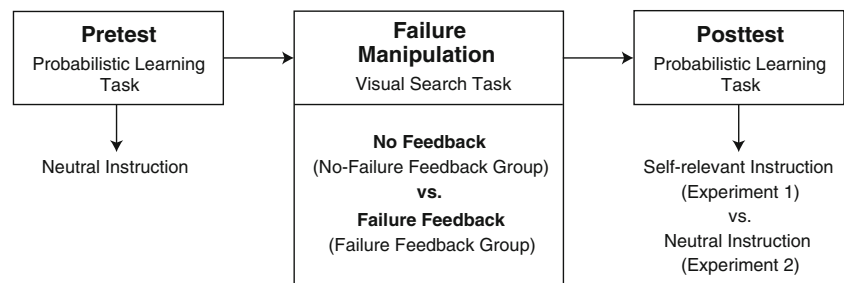 Pretest
Probabilistic Learning
Task
Neutral Instruction
Failure
Manipulation
Visual Search Task
No Feedback
(No-Failure Feedback Group)
vs.
Failure Feedback
(Failure Feedback Group)
Posttest
Probabilistic Learning
Task
Self-relevant Instruction
(Experiment 1)
vs.
Neutral Instruction
(Experiment 2)